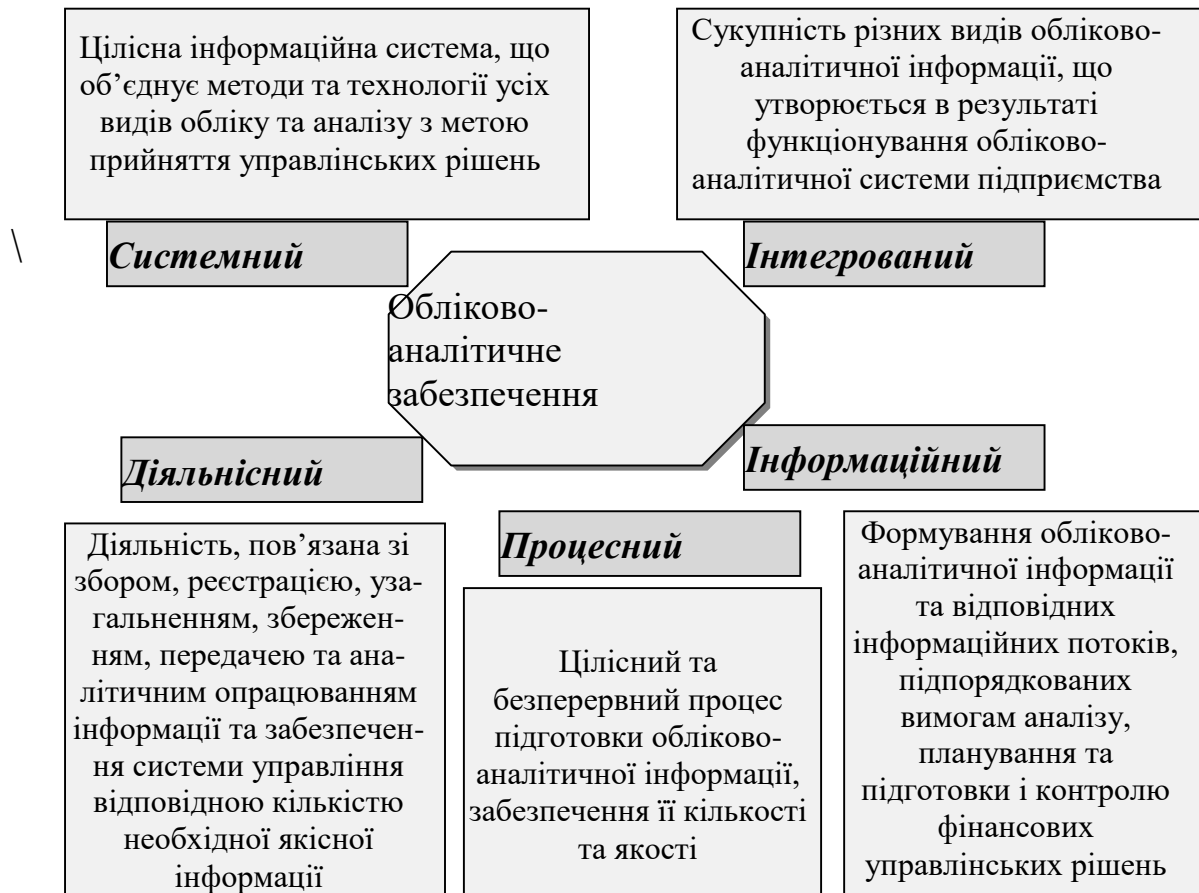 Цілісна інформаційна система, що
об’єднує методи та технології усіх
видів обліку та аналізу з метою
прийняття управлінських рішень
Сукупність різних видів обліково-
аналітичної інформації, що
утворюється в результаті
функціонування обліково-
аналітичної системи підприємства
\
Системний
Інтегрований
Обліково-
аналітичне
забезпечення
Діяльнісний
Інформаційний
Процесний
Діяльність, пов’язана зі
збором, реєстрацією, уза-
гальненням, збережен-
ням, передачею та ана-
літичним опрацюванням
інформації та забезпечен-
ня системи управління
відповідною кількістю
необхідної якісної
інформації
Цілісний та
безперервний процес
підготовки обліково-
аналітичної інформації,
забезпечення її кількості
та якості
Формування обліково-
аналітичної інформації
та відповідних
інформаційних потоків,
підпорядкованих
вимогам аналізу,
планування та
підготовки і контролю
фінансових
управлінських рішень